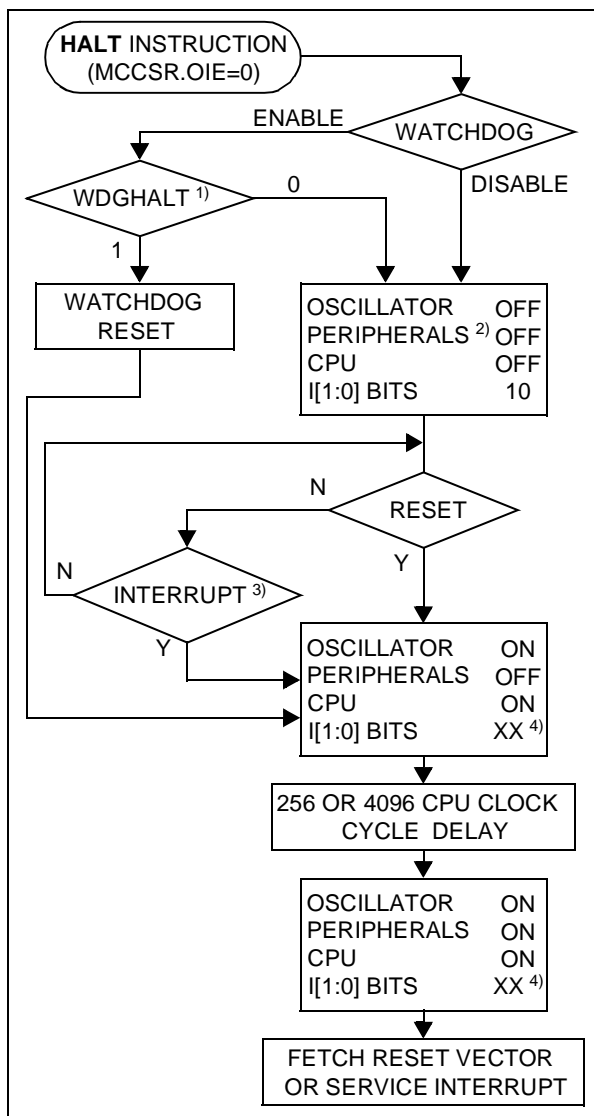 HALT INSTRUCTION
(MCCSR.OIE=0)
ENABLE
WATCHDOG
WDGHALT 1)
0
DISABLE
1
WATCHDOG
RESET
OSCILLATOR OFF
PERIPHERALS 2) OFF
CPU OFF
I[1:0] BITS 10
N
RESET
N
INTERRUPT 3)
Y
Y
OSCILLATOR ON
PERIPHERALS OFF
CPU ON
I[1:0] BITS XX 4)
256 OR 4096 CPU CLOCK
CYCLE DELAY
OSCILLATOR ON
PERIPHERALS ON
CPU ON
I[1:0] BITS XX 4)
FETCH RESET VECTOR
OR SERVICE INTERRUPT